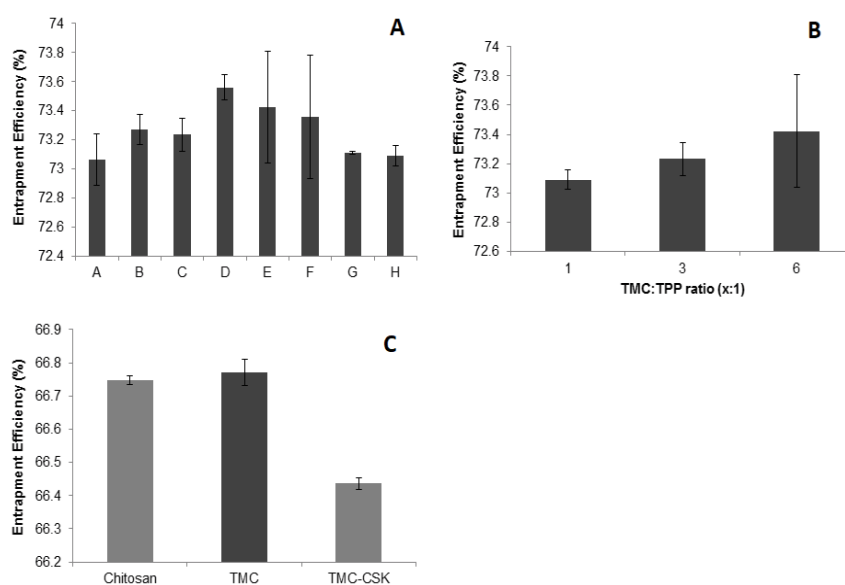 A
Entrapment Efficiency (%)
74
73.8
73.6
73.4
73.2
73
72.8
72.6
72.4
A B C D E F G H
B
Entrapment Efficiency (%)
74
73.8
73.6
73.4
73.2
73
72.8
72.6
1 3 6
TMC:TPP ratio (x:1)
C
Entrapment Efficiency (%)
66.9
66.8
66.7
66.6
66.5
66.4
66.3
66.2
Chitosan TMC TMC-CSK